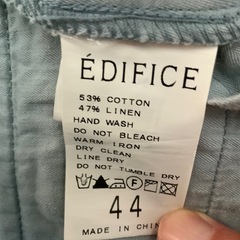 ÉDIFICE
53% COTTON
47% LINEN
HAND WASH
DO NOT BLEACH
WARM IRON
DRY CLEAN
LINE DRY
DO NOT TUMBLE DRY
44
MADE IN CHIN